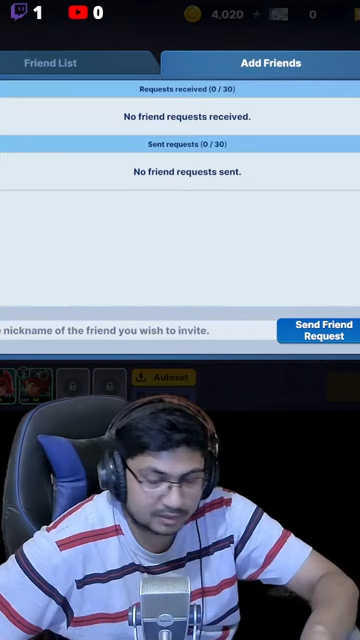 1 0
4,020 + 0
Friend List Add Friends
Requests received (0 / 30)
No friend requests received.
Sent requests (0 / 30)
No friend requests sent.
nickname of the friend you wish to invite.
Send Friend
Request
Autoset